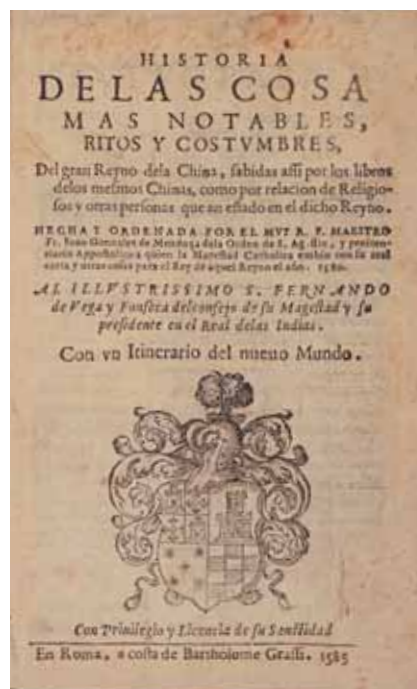 HISTORIA
DELAS COSA
MAS NOTABLES,
RITOS Y COSTVMBRES,
Del gran Reyno dela China, sabidas assi por los libros
delos mesmos Chinas, como por relacion de Religio-
sos y otras personas que an estado en el dicho Reyno.
HECHA Y ORDENADA POR EL MVY R. P. MAESTRO
Fr. Ioan Gonzalez de Mendoça dela Orden de S. Agustin, y peniten-
ciario Appostolico a quien la Magestad Catholica embio con su real
carta y otras cosas para el Rey de aquel Reyno el año. 1580.
AL ILLVSTRISSIMO S. FERNANDO
de Vega y Fonseca del consejo de su Magestad y su
presidente en el Real delas Indias.
Con vn Itinerario del nueuo Mundo.
Con Priuilegio y Licencia de su Sanctidad
En Roma, a costa de Bartholome Grassi. 1585